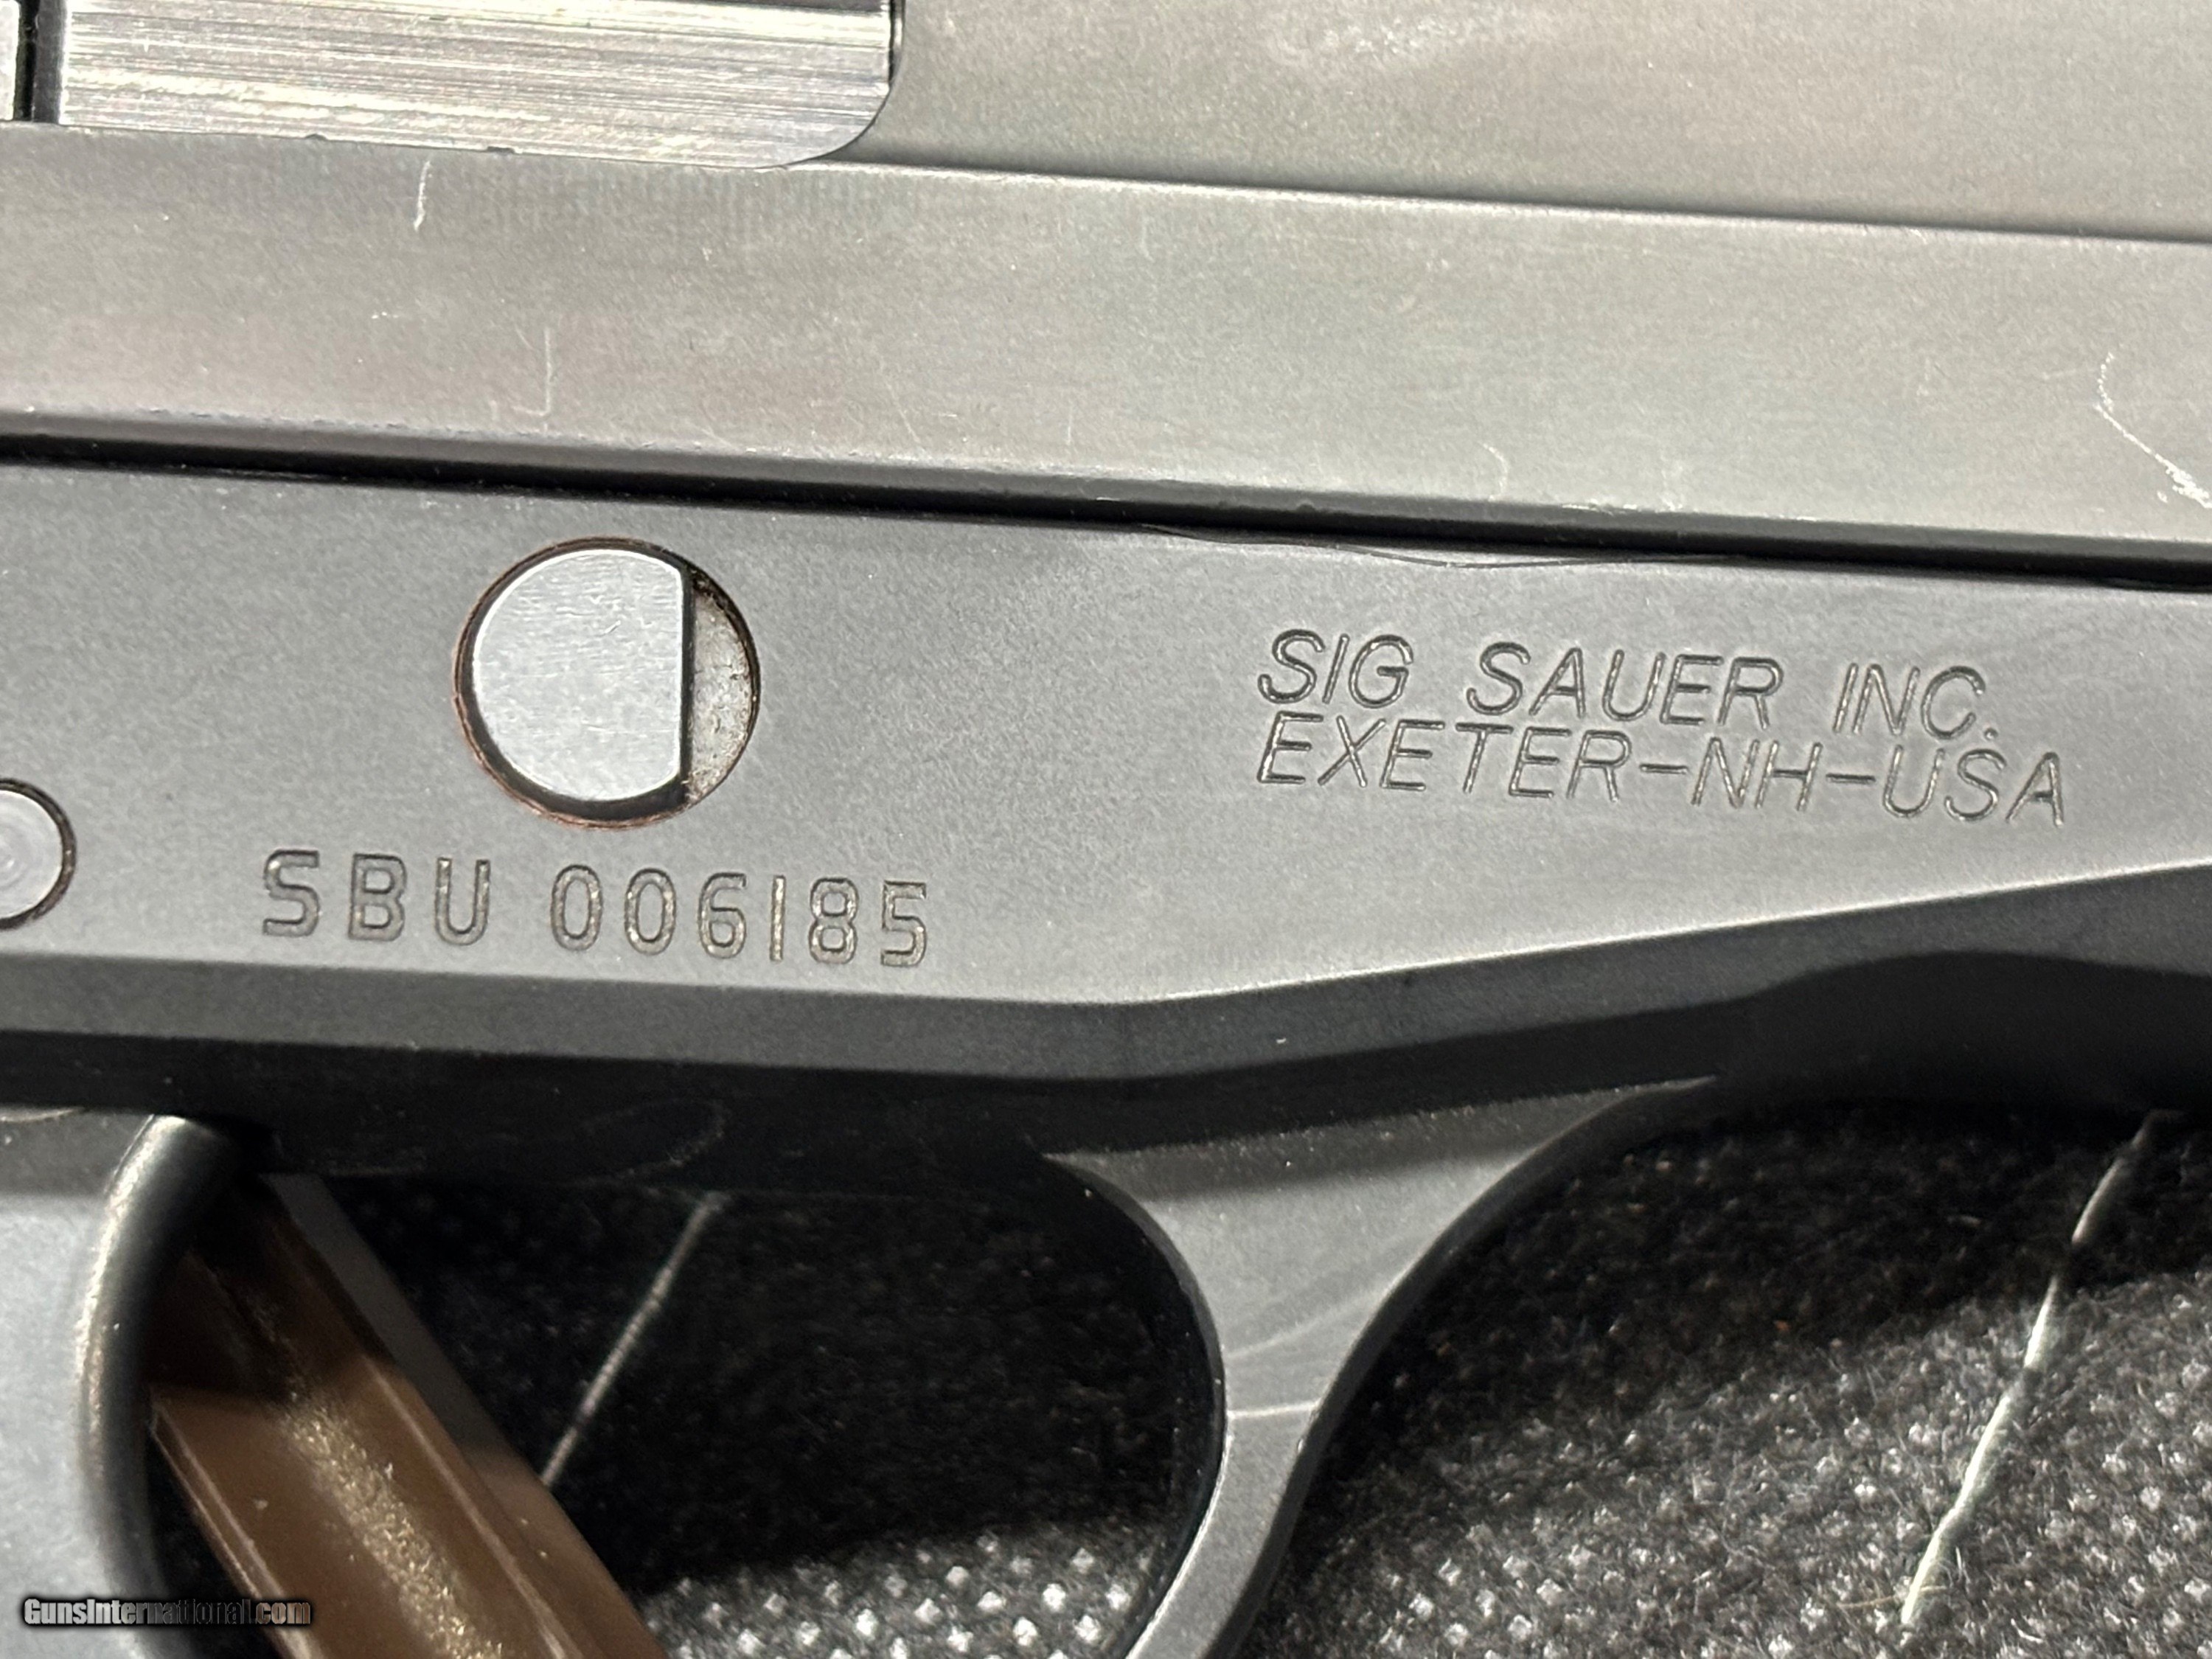 SIG SAUER INC.
EXETER-NH-USA
SBU 006185
GunsInternational.com